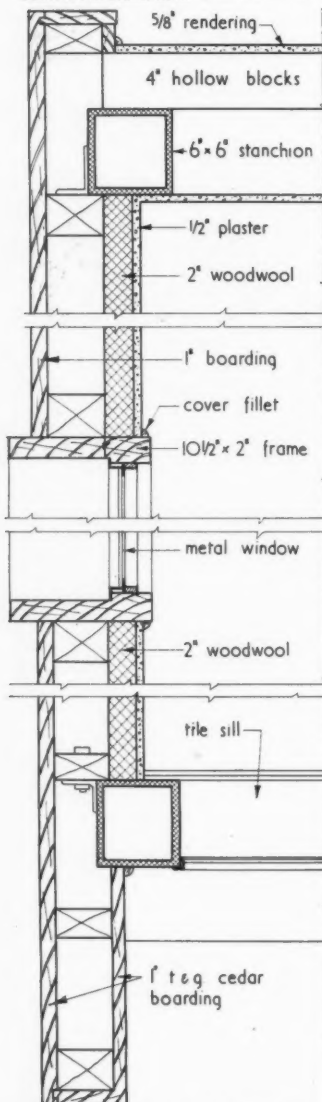 5/8" rendering
4" hollow blocks
6" × 6" stanchion
1/2" plaster
2" woodwool
1" boarding
cover fillet
10 1/2" × 2" frame
metal window
2" woodwool
tile sill
1" t & g cedar
boarding